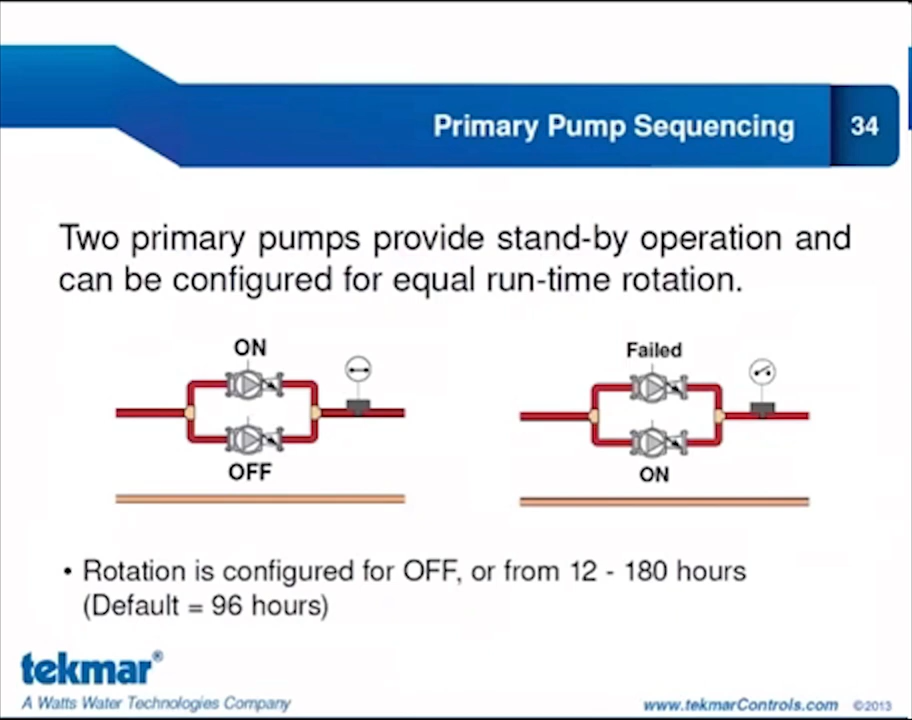 Primary Pump Sequencing 34
Two primary pumps provide stand-by operation and
can be configured for equal run-time rotation.
ON
OFF
Failed
ON
• Rotation is configured for OFF, or from 12 - 180 hours
(Default = 96 hours)
tekmar®
A Watts Water Technologies Company
www.tekmarControls.com ©2013